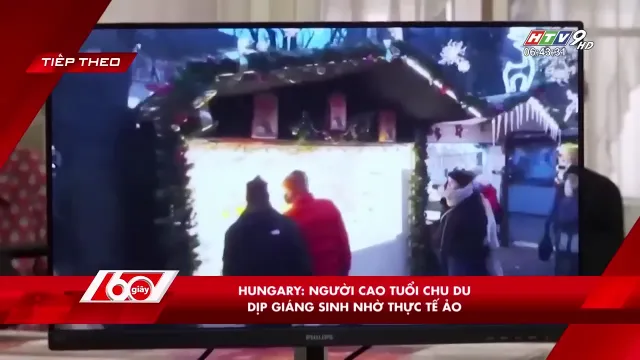 TIẾP THEO
HTV9 HD
06:43:31
60 giây
HUNGARY: NGƯỜI CAO TUỔI CHU DU
DỊP GIÁNG SINH NHỜ THỰC TẾ ẢO
PHILIPS